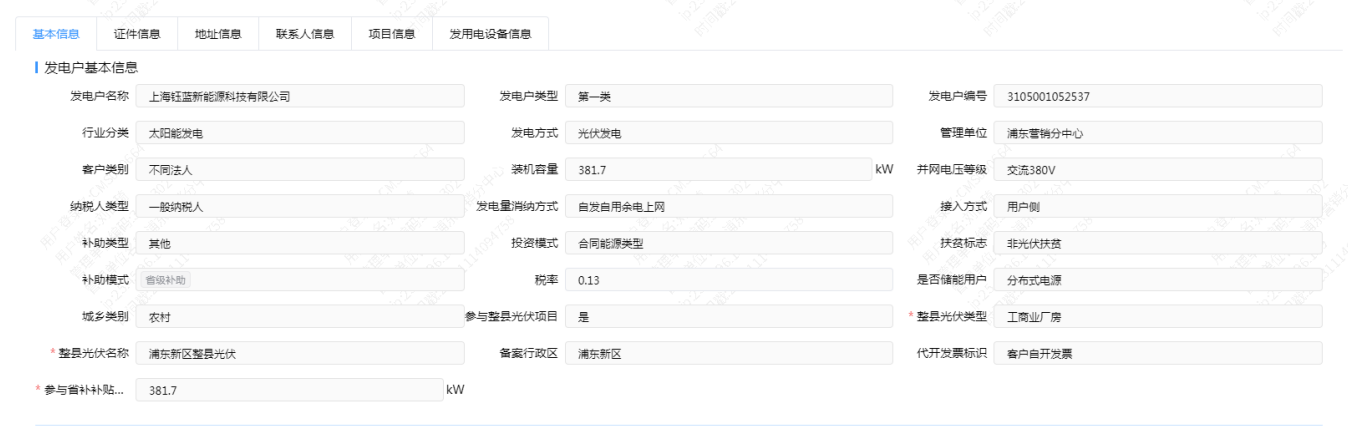 基本信息 证件信息 地址信息 联系人信息 项目信息 发用电设备信息
发电户基本信息
发电户名称 上海钰蓝新能源科技有限公司 发电户类型 第一类 发电户编号 3105001052537
行业分类 太阳能发电 发电方式 光伏发电 管理单位 浦东营销分中心
客户类别 不同法人 装机容量 381.7 kW 并网电压等级 交流380V
纳税人类型 一般纳税人 发电量消纳方式 自发自用余电上网 接入方式 用户侧
补助类型 其他 投资模式 合同能源类型 扶贫标志 非光伏扶贫
补助模式 省级补助 税率 0.13 是否储能用户 分布式电源
城乡类别 农村 参与整县光伏项目 是 * 整县光伏类型 工商业厂房
* 整县光伏名称 浦东新区整县光伏 备案行政区 浦东新区 代开发票标识 客户自开发票
* 参与省补补贴... 381.7 kW